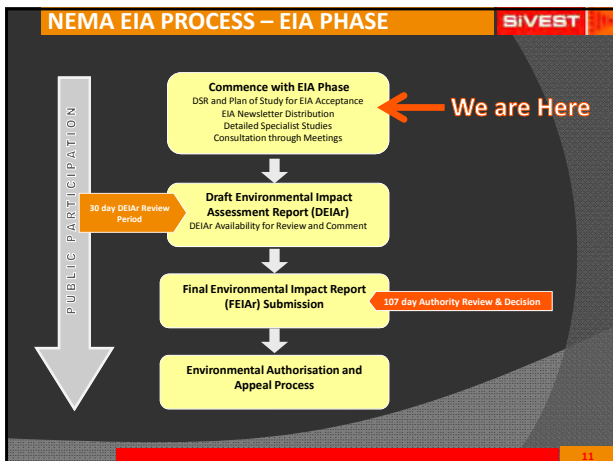 NEMA EIA PROCESS – EIA PHASE
SiVEST
Commence with EIA Phase
DSR and Plan of Study for EIA Acceptance
EIA Newsletter Distribution
Detailed Specialist Studies
Consultation through Meetings
We are Here
PUBLIC PARTICIPATION
30 day DEIAr Review
Period
Draft Environmental Impact
Assessment Report (DEIAr)
DEIAr Availability for Review and Comment
Final Environmental Impact Report
(FEIAr) Submission
107 day Authority Review & Decision
Environmental Authorisation and
Appeal Process
11